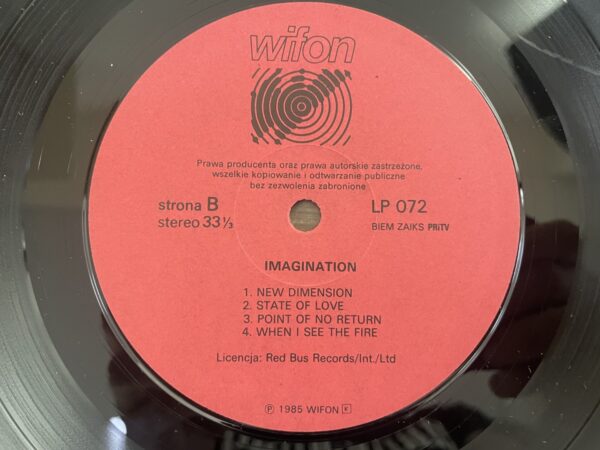 wifon
Prawa producenta oraz prawa autorskie zastrzeżone,
wszelkie kopiowanie i odtwarzanie publiczne
bez zezwolenia zabronione
strona B
stereo 33 ⅓
LP 072
BIEM ZAIKS PRiTV
IMAGINATION
1. NEW DIMENSION
2. STATE OF LOVE
3. POINT OF NO RETURN
4. WHEN I SEE THE FIRE
Licencja: Red Bus Records/Int./Ltd
Ⓟ 1985 WIFON K